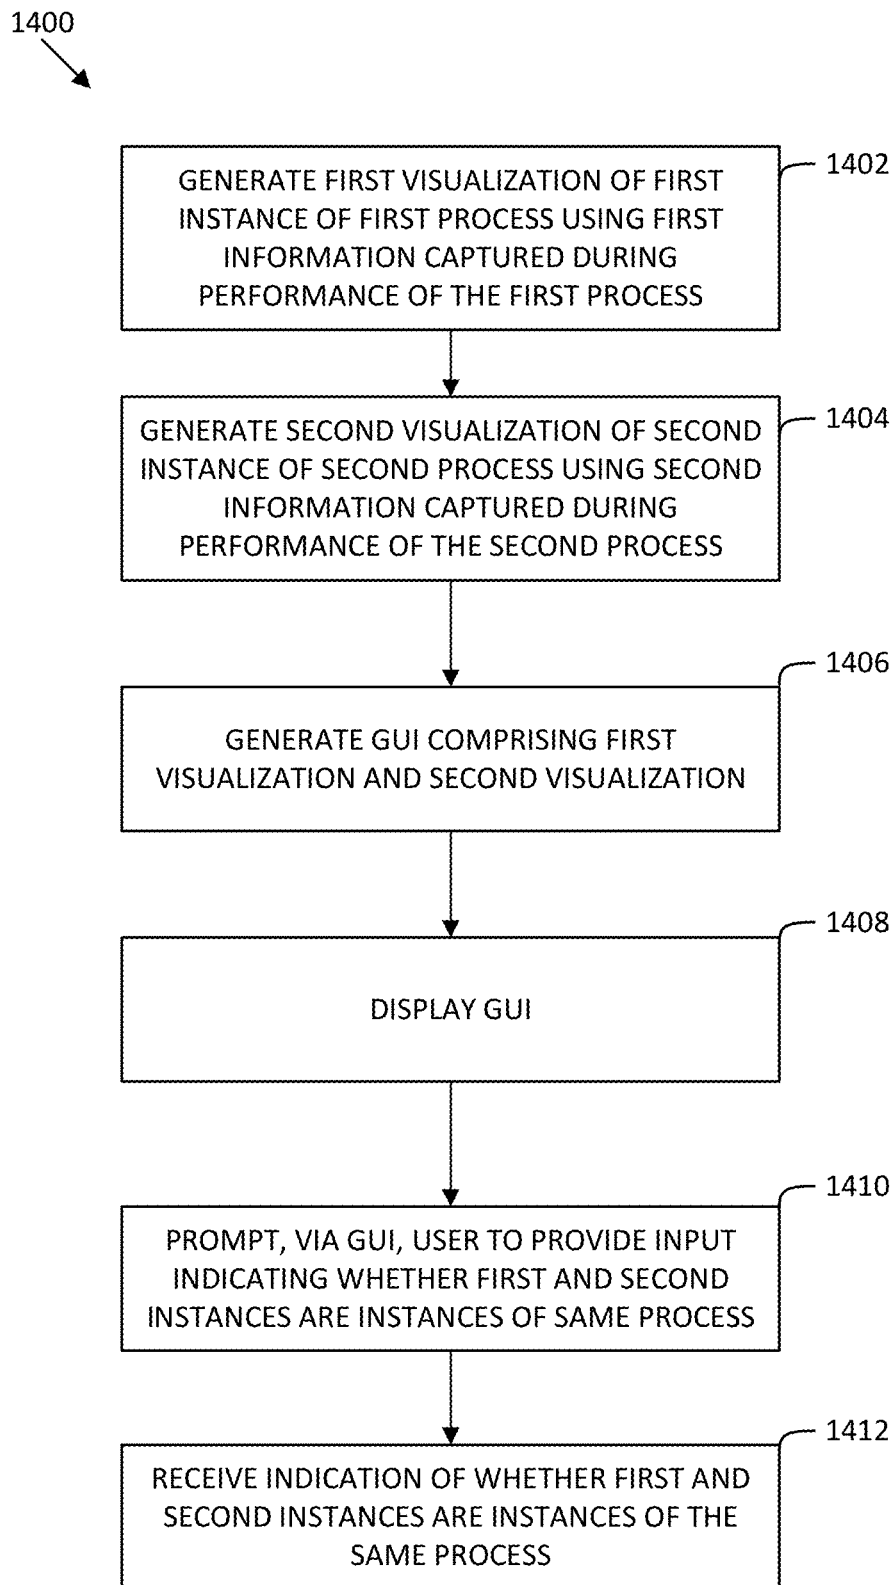 1400
1402
GENERATE FIRST VISUALIZATION OF FIRST
INSTANCE OF FIRST PROCESS USING FIRST
INFORMATION CAPTURED DURING
PERFORMANCE OF THE FIRST PROCESS
1404
GENERATE SECOND VISUALIZATION OF SECOND
INSTANCE OF SECOND PROCESS USING SECOND
INFORMATION CAPTURED DURING
PERFORMANCE OF THE SECOND PROCESS
1406
GENERATE GUI COMPRISING FIRST
VISUALIZATION AND SECOND VISUALIZATION
1408
DISPLAY GUI
1410
PROMPT, VIA GUI, USER TO PROVIDE INPUT
INDICATING WHETHER FIRST AND SECOND
INSTANCES ARE INSTANCES OF SAME PROCESS
1412
RECEIVE INDICATION OF WHETHER FIRST AND
SECOND INSTANCES ARE INSTANCES OF THE
SAME PROCESS